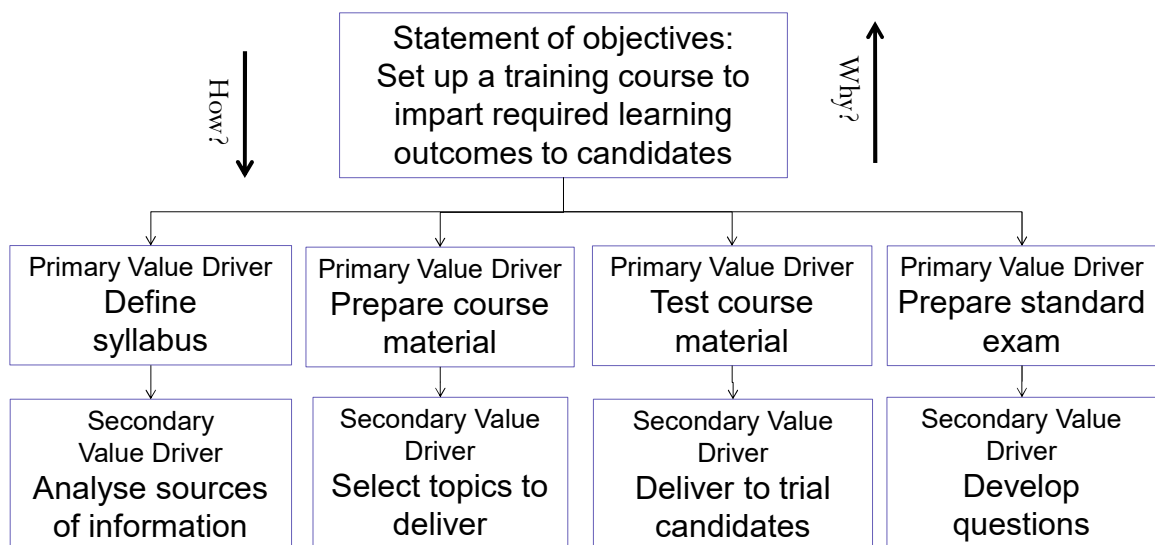 Statement of objectives:
Set up a training course to
impart required learning
outcomes to candidates
How?
Why?
Primary Value Driver
Define
syllabus
Primary Value Driver
Prepare course
material
Primary Value Driver
Test course
material
Primary Value Driver
Prepare standard
exam
Secondary
Value Driver
Analyse sources
of information
Secondary Value
Driver
Select topics to
deliver
Secondary Value
Driver
Deliver to trial
candidates
Secondary Value
Driver
Develop
questions